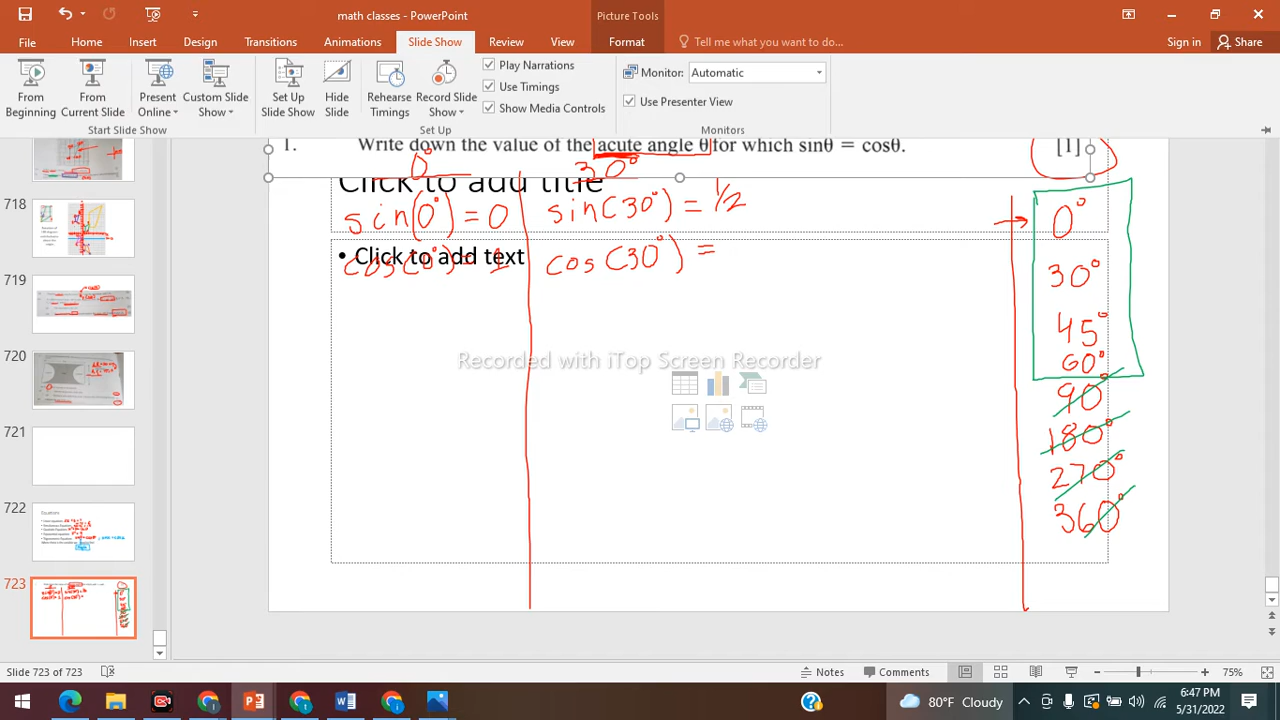 math classes - PowerPoint
Picture Tools
File
Home
Insert
Design
Transitions
Animations
Slide Show
Review
View
Format
Tell me what you want to do...
Sign in
Share
From Beginning
From Current Slide
Present Online
Custom Slide Show
Set Up Slide Show
Hide Slide
Rehearse Timings
Record Slide Show
Play Narrations
Use Timings
Show Media Controls
Monitor:
Automatic
Use Presenter View
Start Slide Show
Set Up
Monitors
1.
Write down the value of the acute angle θ for which sinθ = cosθ.
[1]
0°
30°
Click to add title
sin(0°) = 0
sin(30°) = 1/2
• Click to add text
cos(0°) = 1
cos(30°) =
0°
30°
45°
60°
90°
180°
270°
360°
Recorded with iTop Screen Recorder
718
719
720
721
722
Equations
723
Slide 723 of 723
Notes
Comments
75%
80°F Cloudy
6:47 PM
5/31/2022